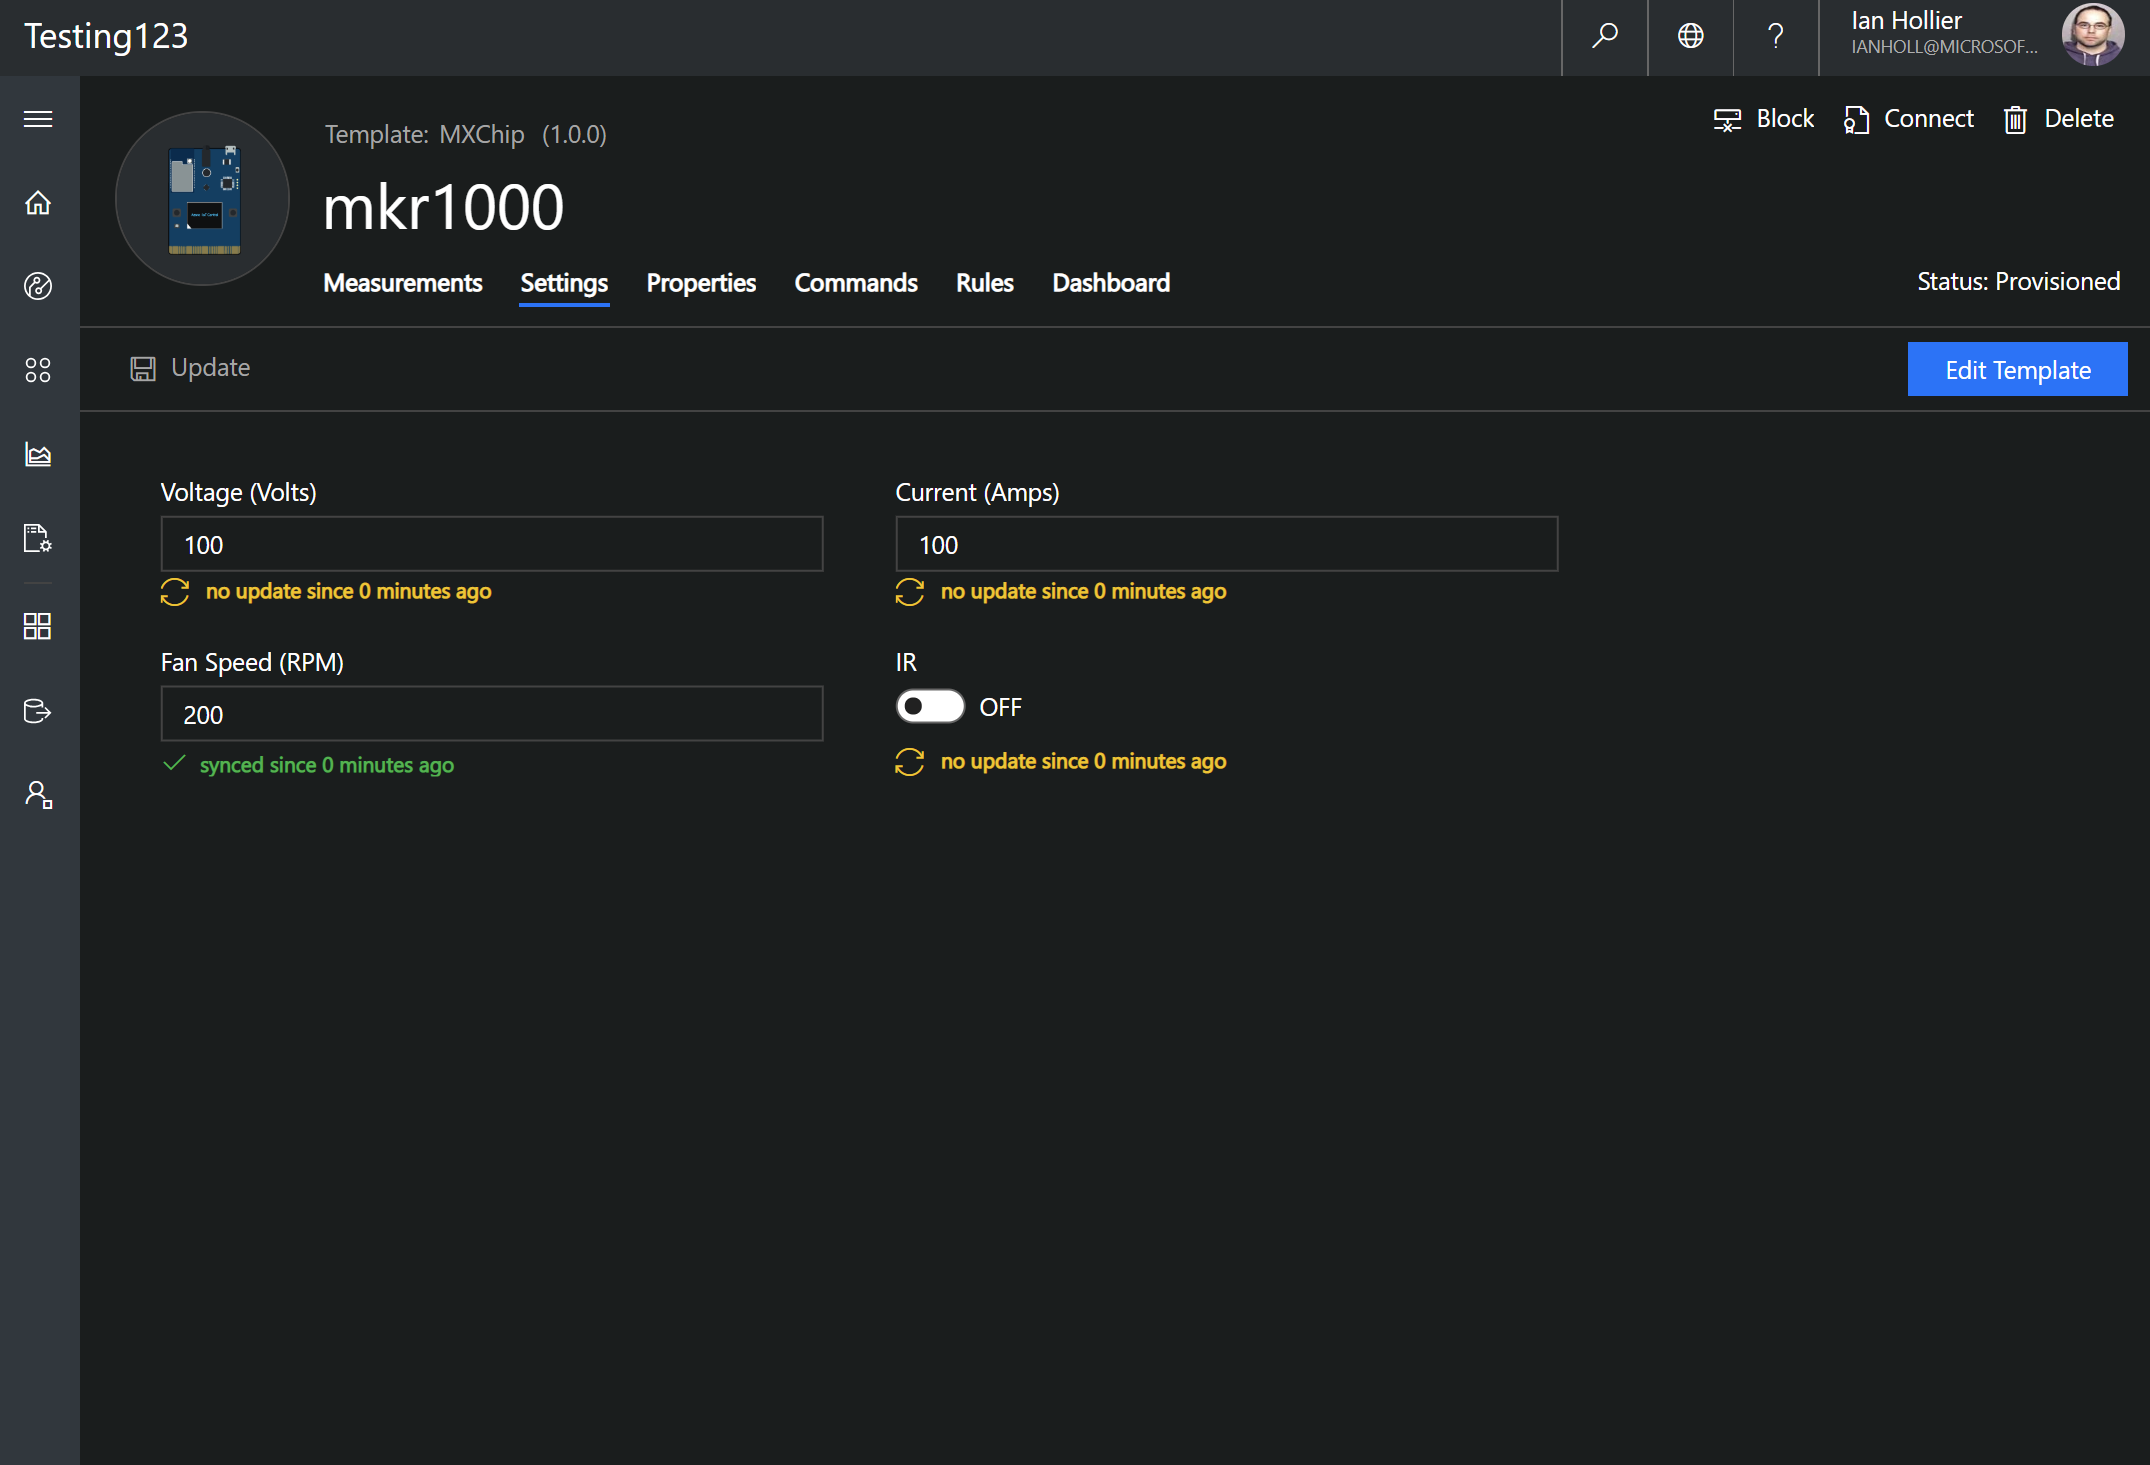 Testing123
Ian Hollier
IANHOLL@MICROSOF...
Template: MXChip (1.0.0)
Block
Connect
Delete
mkr1000
Measurements
Settings
Properties
Commands
Rules
Dashboard
Status: Provisioned
Update
Edit Template
Voltage (Volts)
100
no update since 0 minutes ago
Current (Amps)
100
no update since 0 minutes ago
Fan Speed (RPM)
200
synced since 0 minutes ago
IR
OFF
no update since 0 minutes ago